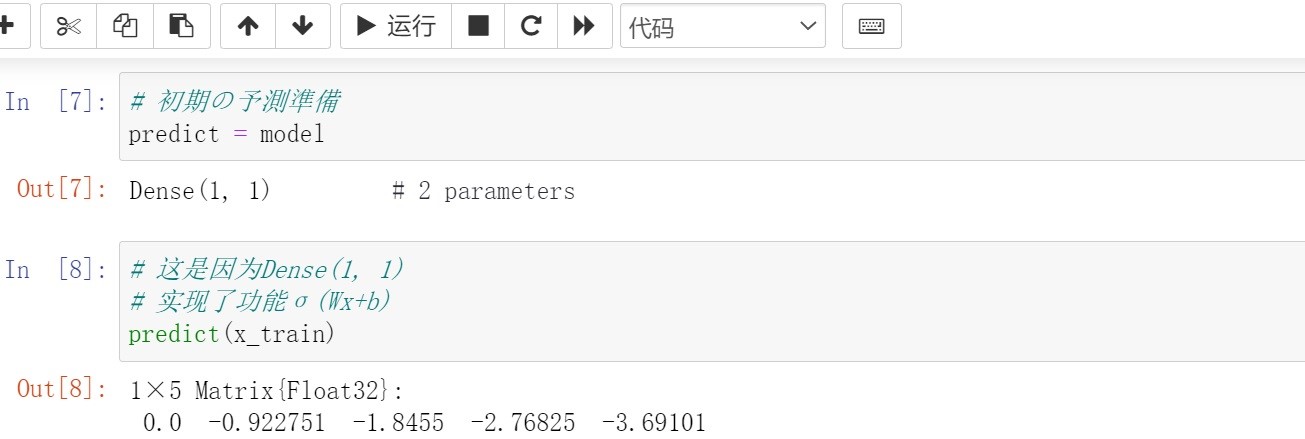 运行
代码
In [7]:
# 初期の予測準備
predict = model
Out[7]:
Dense(1, 1)         # 2 parameters
In [8]:
# 这是因为Dense(1, 1)
# 实现了功能σ(Wx+b)
predict(x_train)
Out[8]:
1×5 Matrix{Float32}:
 0.0  -0.922751  -1.8455  -2.76825  -3.69101